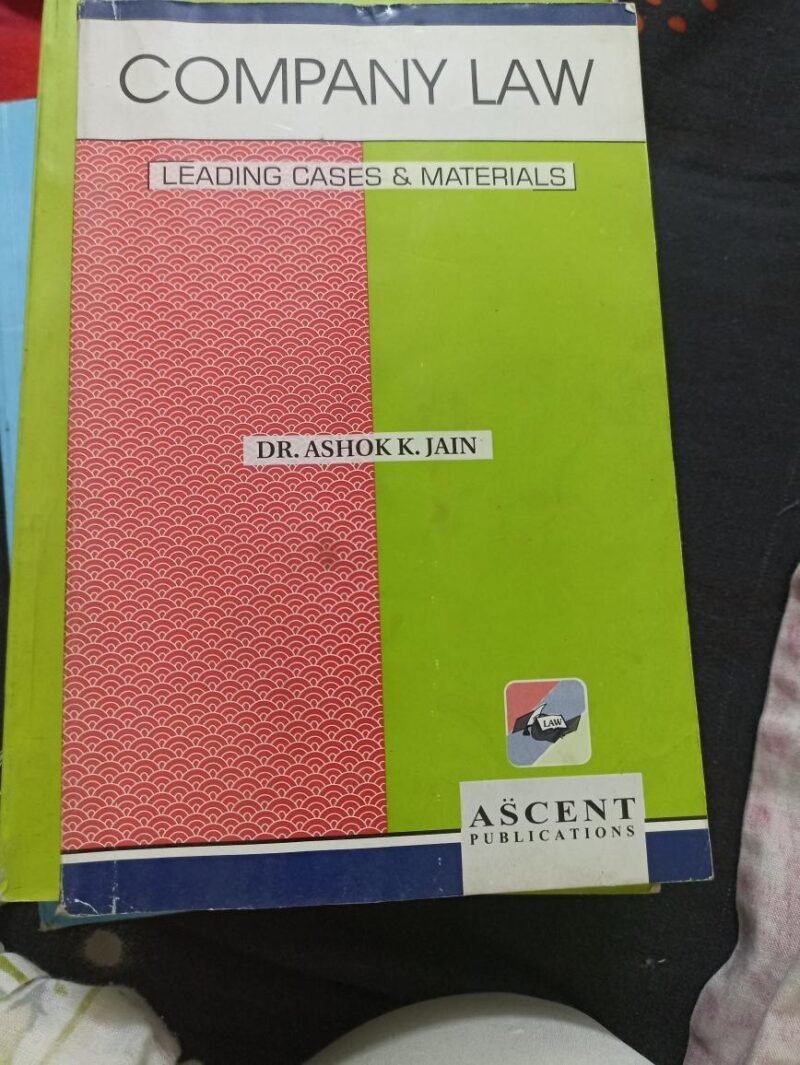 COMPANY LAW
LEADING CASES & MATERIALS
DR. ASHOK K. JAIN
LAW
ASCENT
PUBLICATIONS